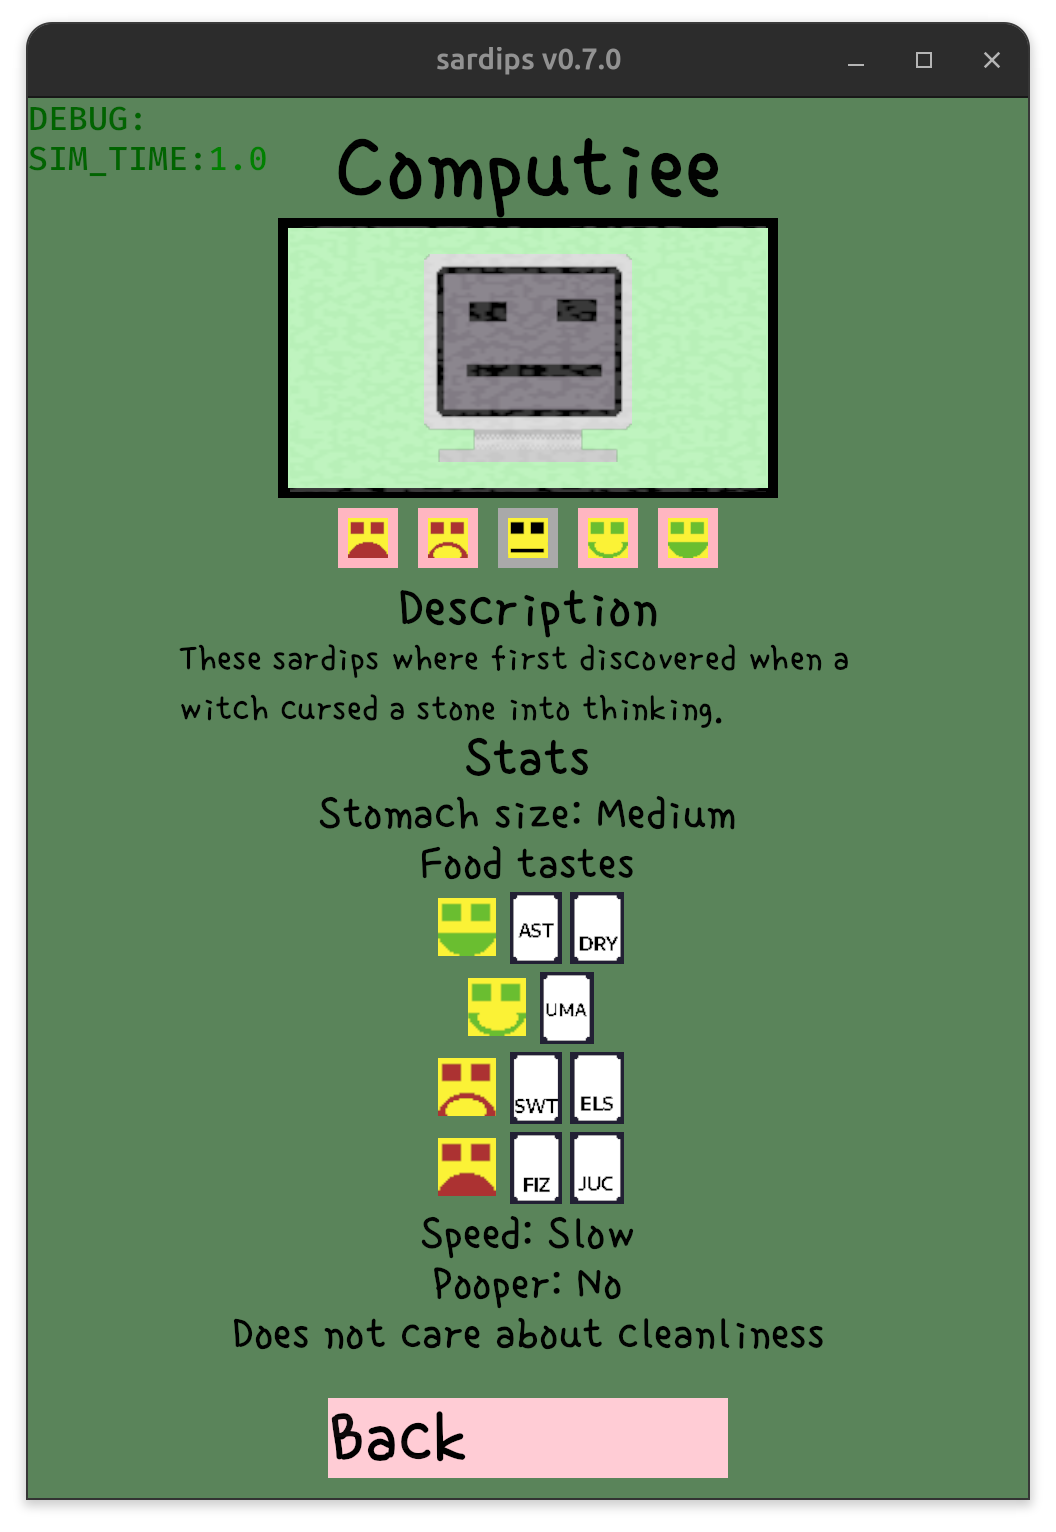 sardips v0.7.0
DEBUG:
SIM_TIME:1.0
Computiee
Description
These sardips where first discovered when a
witch cursed a stone into thinking.
Stats
Stomach size: Medium
Food tastes
AST DRY
UMA
SWT ELS
FIZ JUC
Speed: Slow
Pooper: No
Does not care about cleanliness
Back